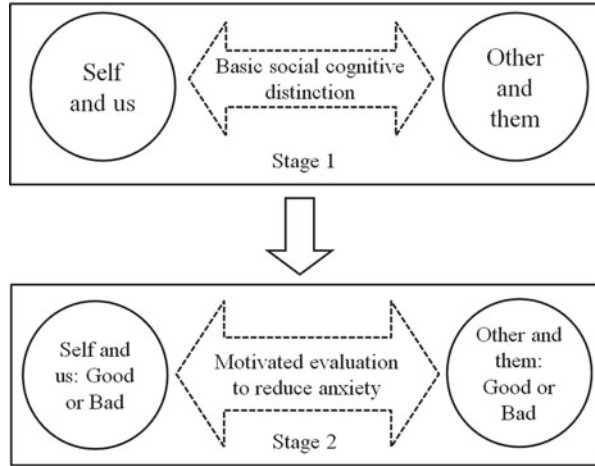 Self
and us
Basic social cognitive
distinction
Other
and
them
Stage 1
Self and
us: Good
or Bad
Motivated evaluation
to reduce anxiety
Other and
them:
Good or
Bad
Stage 2